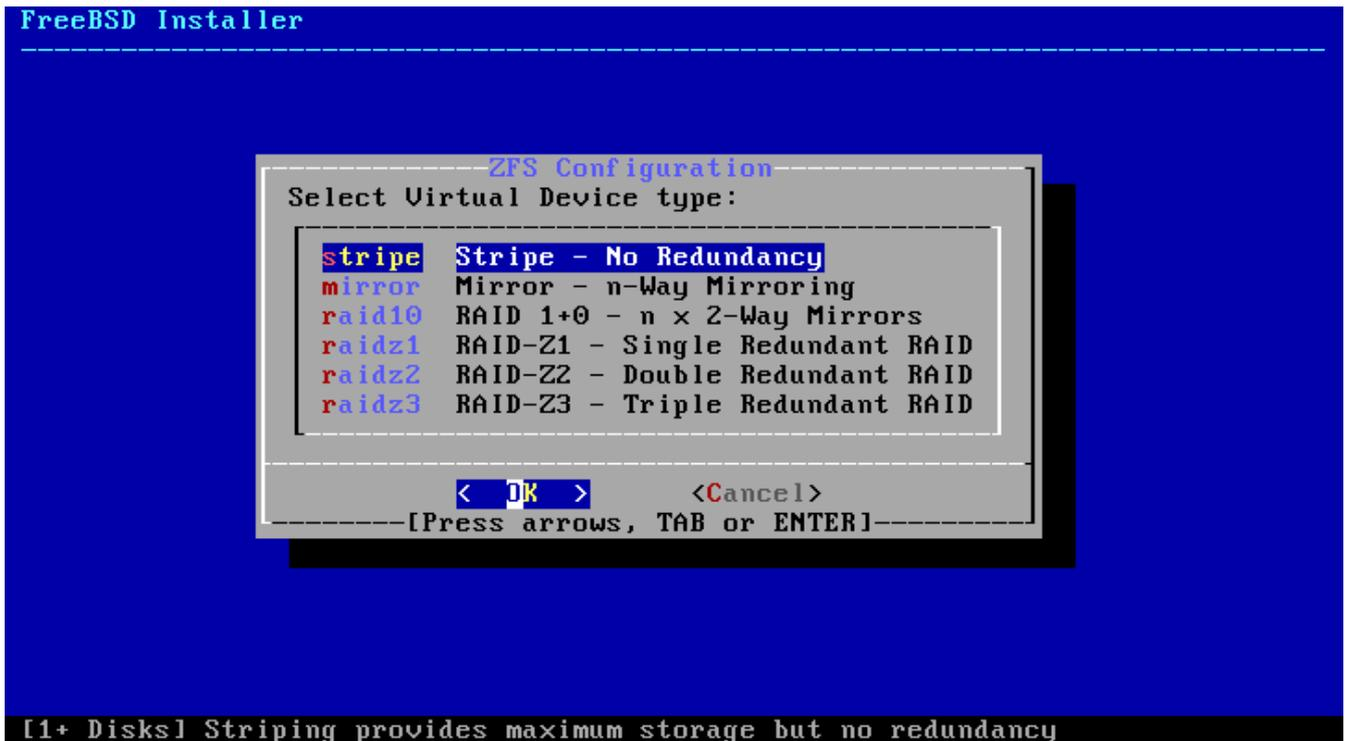 FreeBSD Installer
ZFS Configuration
Select Virtual Device type:
stripe Stripe - No Redundancy
mirror Mirror - n-Way Mirroring
raid10 RAID 1+0 - n x 2-Way Mirrors
raidz1 RAID-Z1 - Single Redundant RAID
raidz2 RAID-Z2 - Double Redundant RAID
raidz3 RAID-Z3 - Triple Redundant RAID
< OK > <Cancel>
[Press arrows, TAB or ENTER]
[1+ Disks] Striping provides maximum storage but no redundancy